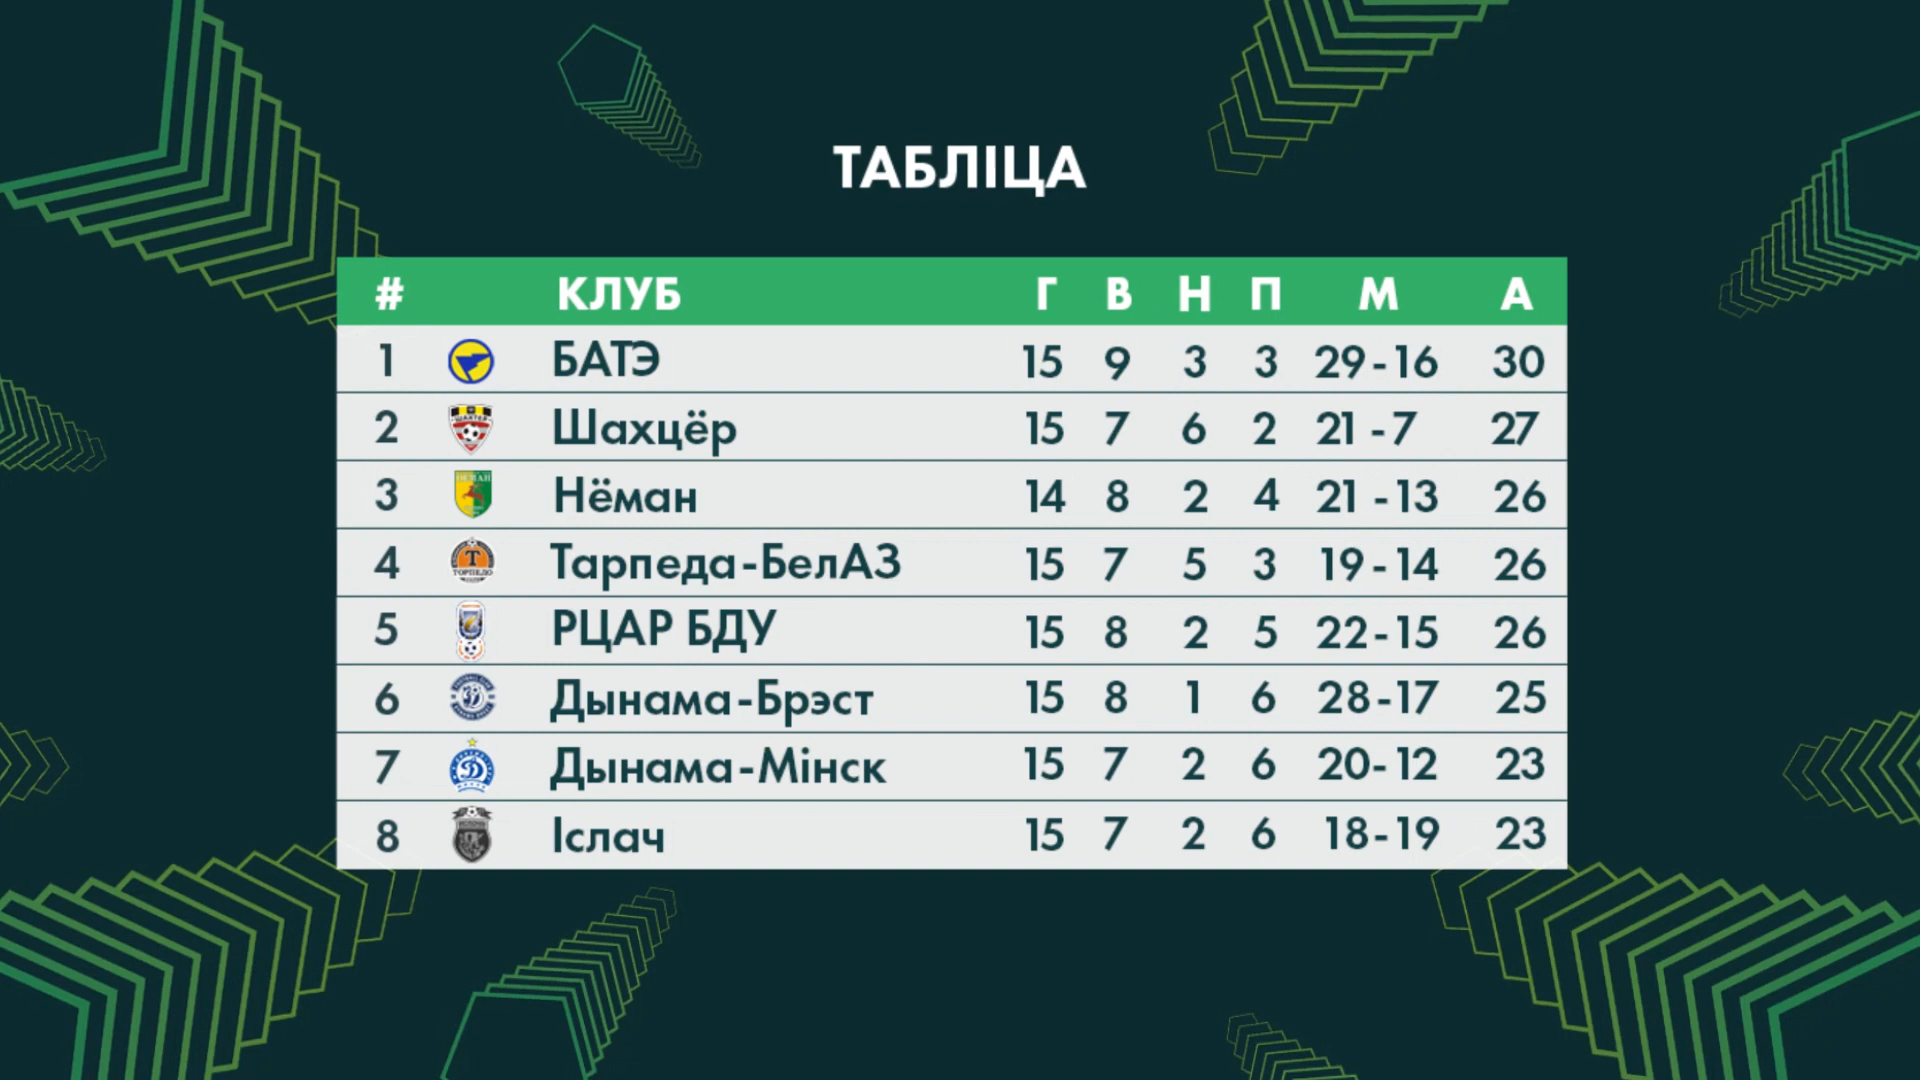 ТАБЛІЦА
# КЛУБ Г В Н П М А
1 БАТЭ 15 9 3 3 29-16 30
2 Шахцёр 15 7 6 2 21-7 27
3 Нёман 14 8 2 4 21-13 26
4 Тарпеда-БелАЗ 15 7 5 3 19-14 26
5 РЦАР БДУ 15 8 2 5 22-15 26
6 Дынама-Брэст 15 8 1 6 28-17 25
7 Дынама-Мінск 15 7 2 6 20-12 23
8 Іслач 15 7 2 6 18-19 23